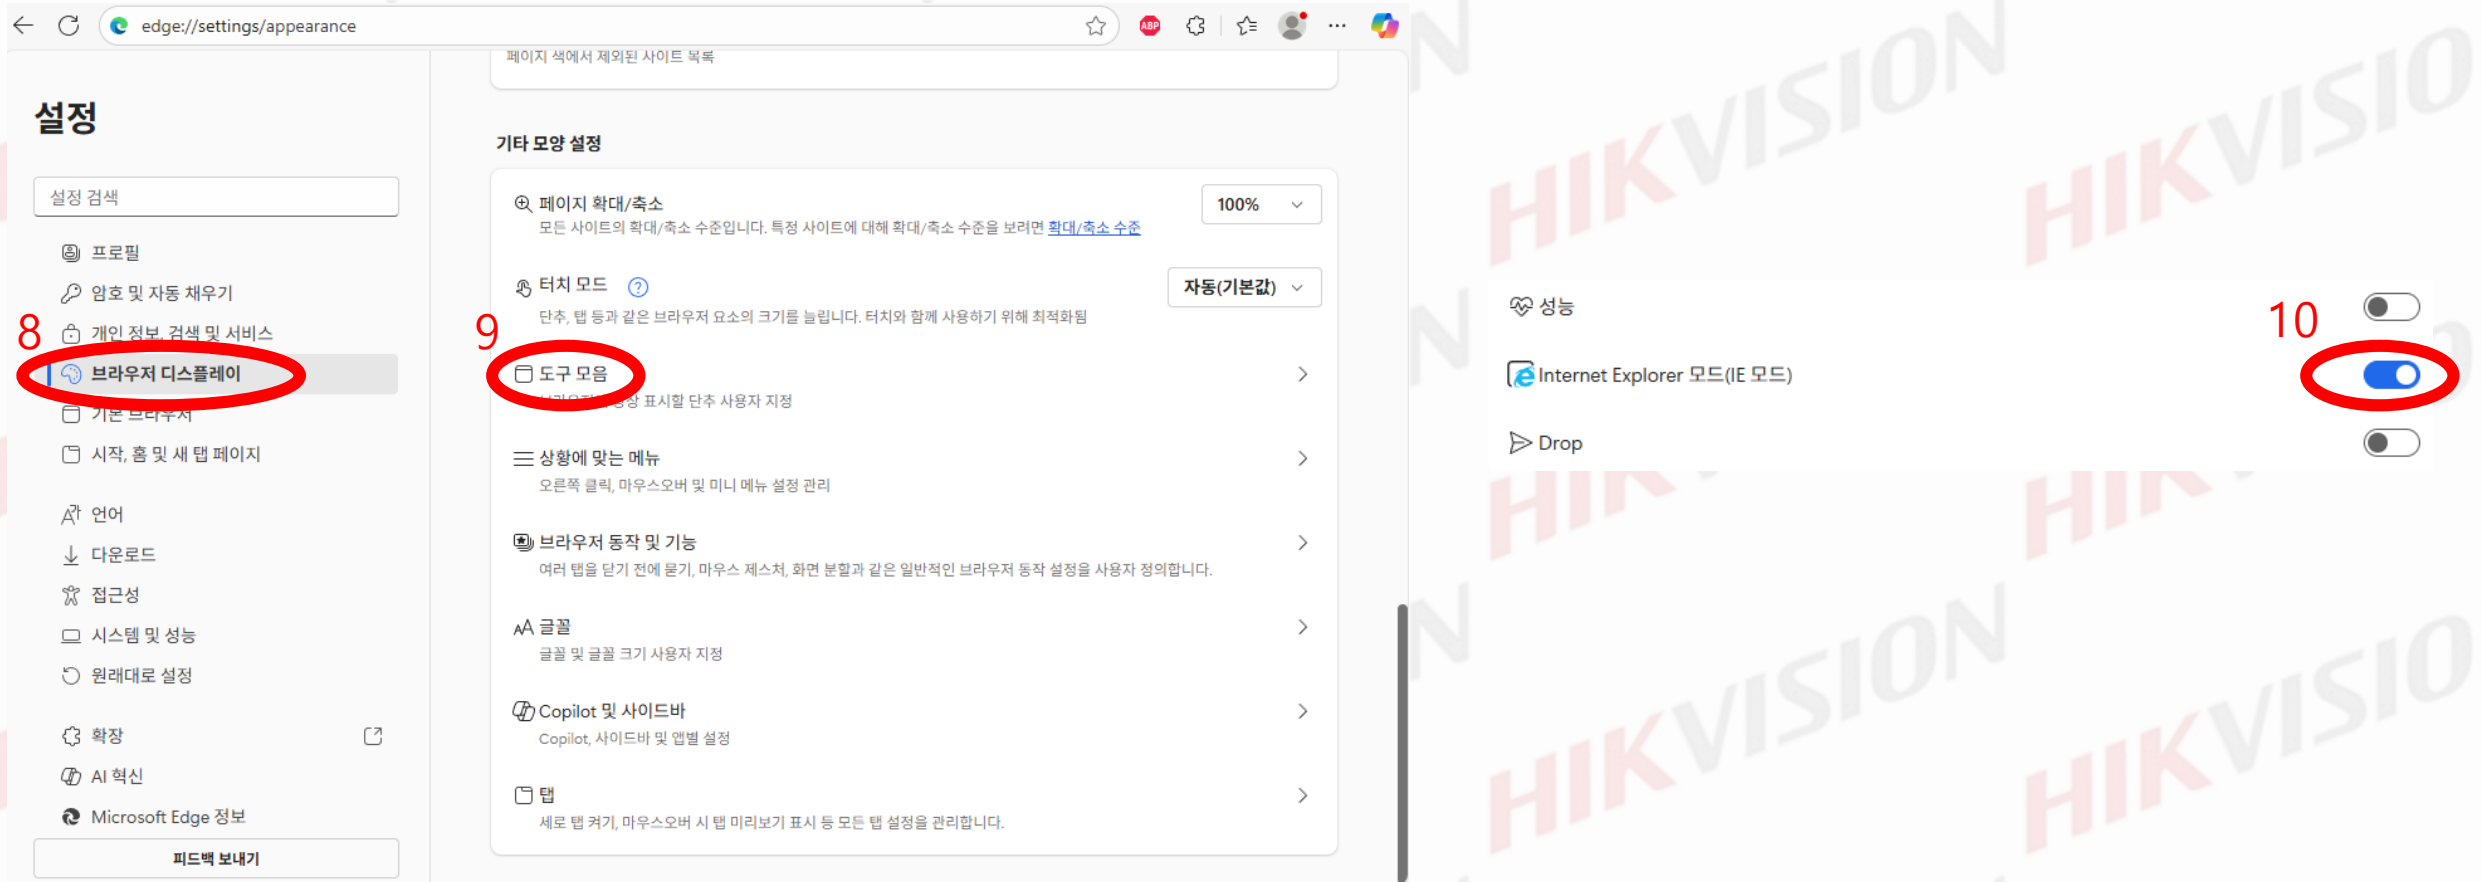 edge://settings/appearance
ABP
페이지 색에서 제외된 사이트 목록
설정
설정 검색
프로필
암호 및 자동 채우기
8
개인 정보, 검색 및 서비스
브라우저 디스플레이
기본 브라우저
시작, 홈 및 새 탭 페이지
가 언어
다운로드
접근성
시스템 및 성능
원래대로 설정
확장
AI 혁신
Microsoft Edge 정보
피드백 보내기
기타 모양 설정
페이지 확대/축소
100%
모든 사이트의 확대/축소 수준입니다. 특정 사이트에 대해 확대/축소 수준을 보려면 확대/축소 수준
터치 모드
자동(기본값)
단추, 탭 등과 같은 브라우저 요소의 크기를 늘립니다. 터치와 함께 사용하기 위해 최적화됨
9
도구 모음
표시할 단추 사용자 지정
상황에 맞는 메뉴
오른쪽 클릭, 마우스오버 및 미니 메뉴 설정 관리
브라우저 동작 및 기능
여러 탭을 닫기 전에 묻기, 마우스 제스처, 화면 분할과 같은 일반적인 브라우저 동작 설정을 사용자 정의합니다.
글꼴
글꼴 및 글꼴 크기 사용자 지정
Copilot 및 사이드바
Copilot, 사이드바 및 앱별 설정
탭
세로 탭 켜기, 마우스오버 시 탭 미리보기 표시 등 모든 탭 설정을 관리합니다.
HIKVISION
HIKVISIO
성능
10
Internet Explorer 모드(IE 모드)
Drop
HIKVISION
HIKVISIO